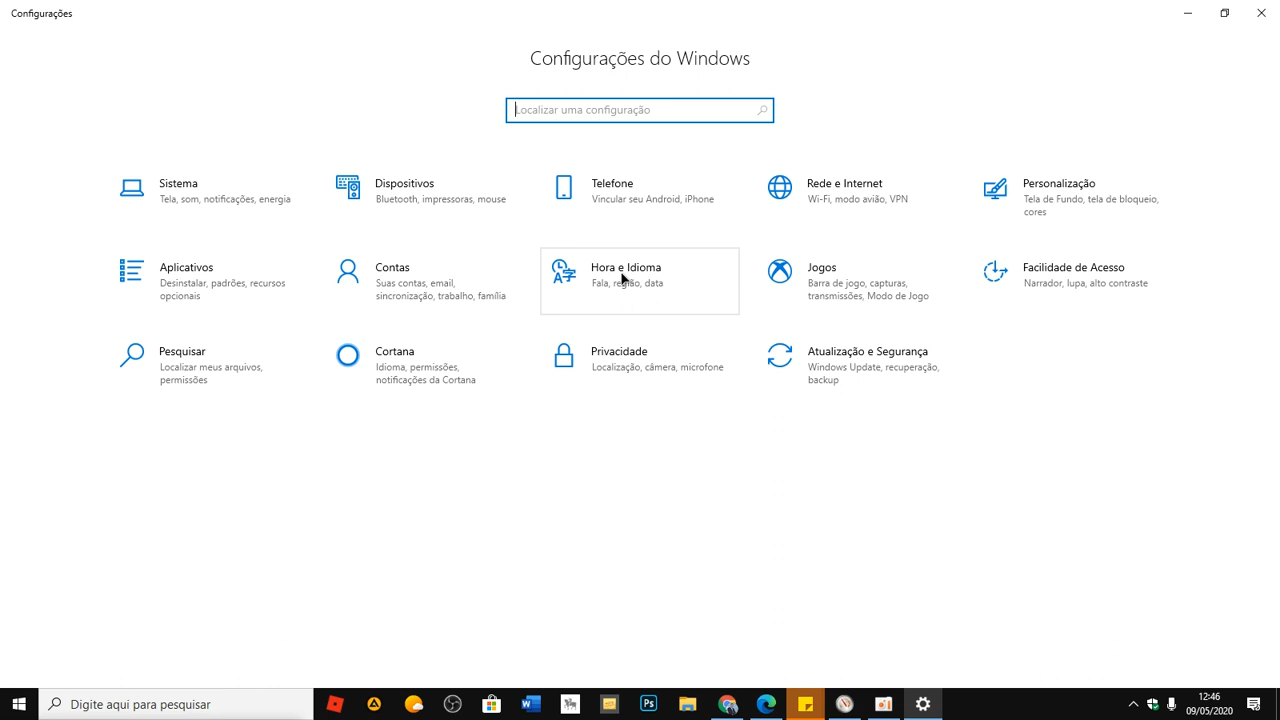 Configurações
Configurações do Windows
Localizar uma configuração
Sistema
Tela, som, notificações, energia
Dispositivos
Bluetooth, impressoras, mouse
Telefone
Vincular seu Android, iPhone
Rede e Internet
Wi-Fi, modo avião, VPN
Personalização
Tela de Fundo, tela de bloqueio,
cores
Aplicativos
Desinstalar, padrões, recursos
opcionais
Contas
Suas contas, email,
sincronização, trabalho, família
Hora e Idioma
Fala, região, data
Jogos
Barra de jogo, capturas,
transmissões, Modo de Jogo
Facilidade de Acesso
Narrador, lupa, alto contraste
Pesquisar
Localizar meus arquivos,
permissões
Cortana
Idioma, permissões,
notificações da Cortana
Privacidade
Localização, câmera, microfone
Atualização e Segurança
Windows Update, recuperação,
backup
Digite aqui para pesquisar
W
Ps
12:46
09/05/2020